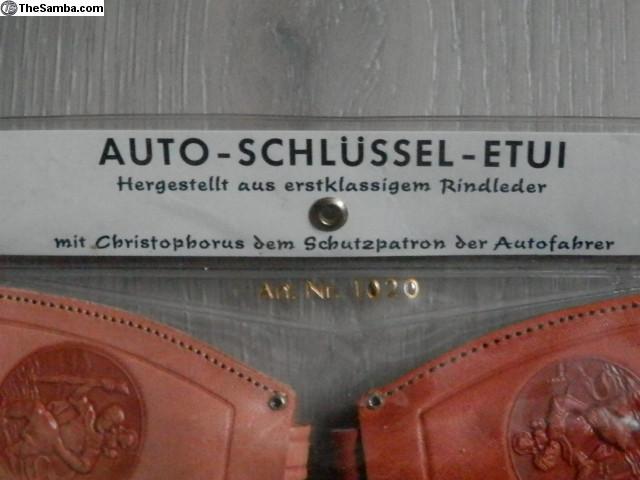 TheSamba.com
AUTO-SCHLÜSSEL-ETUI
Hergestellt aus erstklassigem Rindleder
mit Christophorus dem Schutzpatron der Autofahrer
Art. Nr. 1020